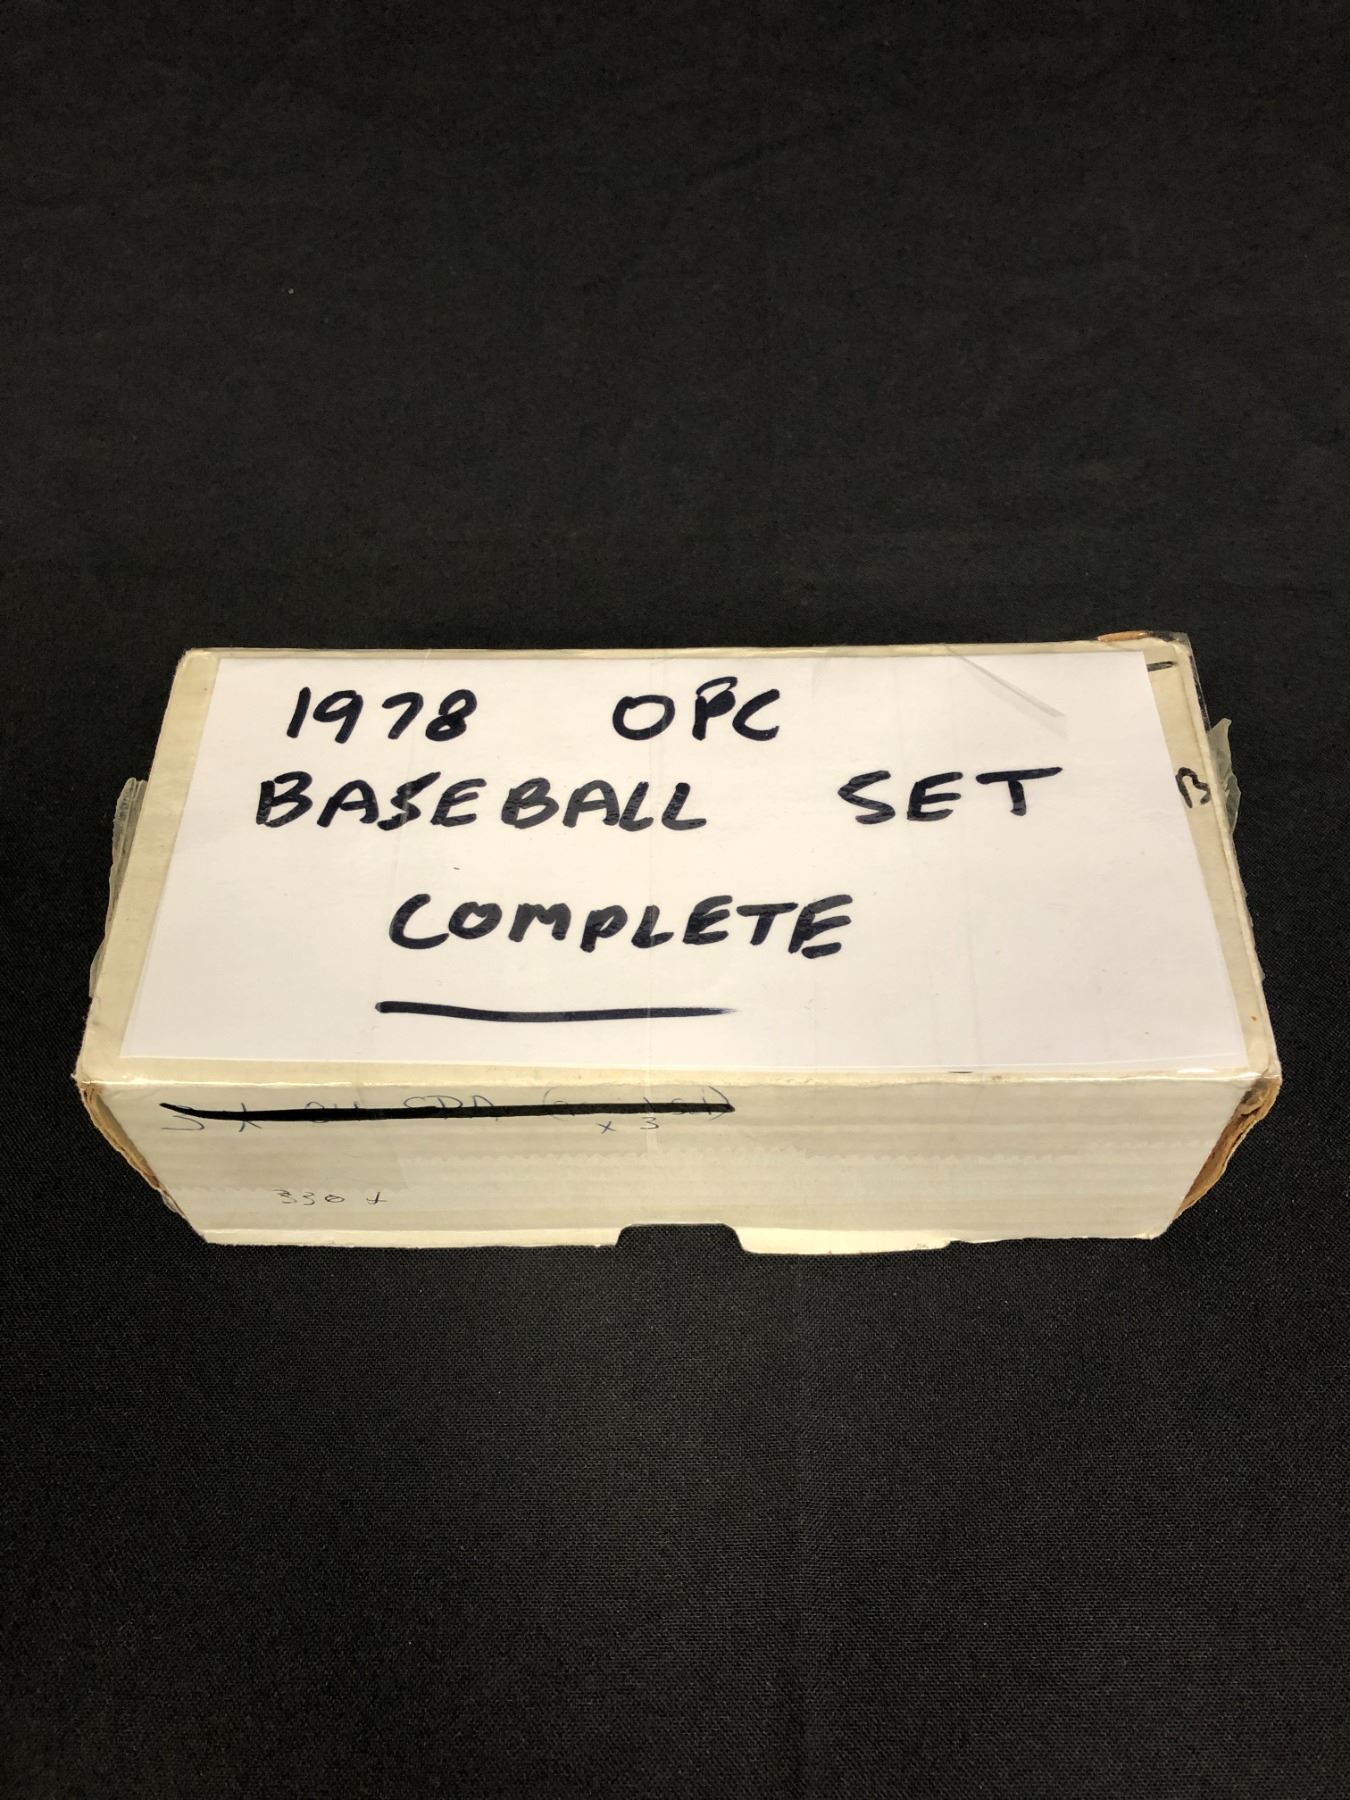 1978 OPC
BASEBALL SET
COMPLETE
B
x 3
330